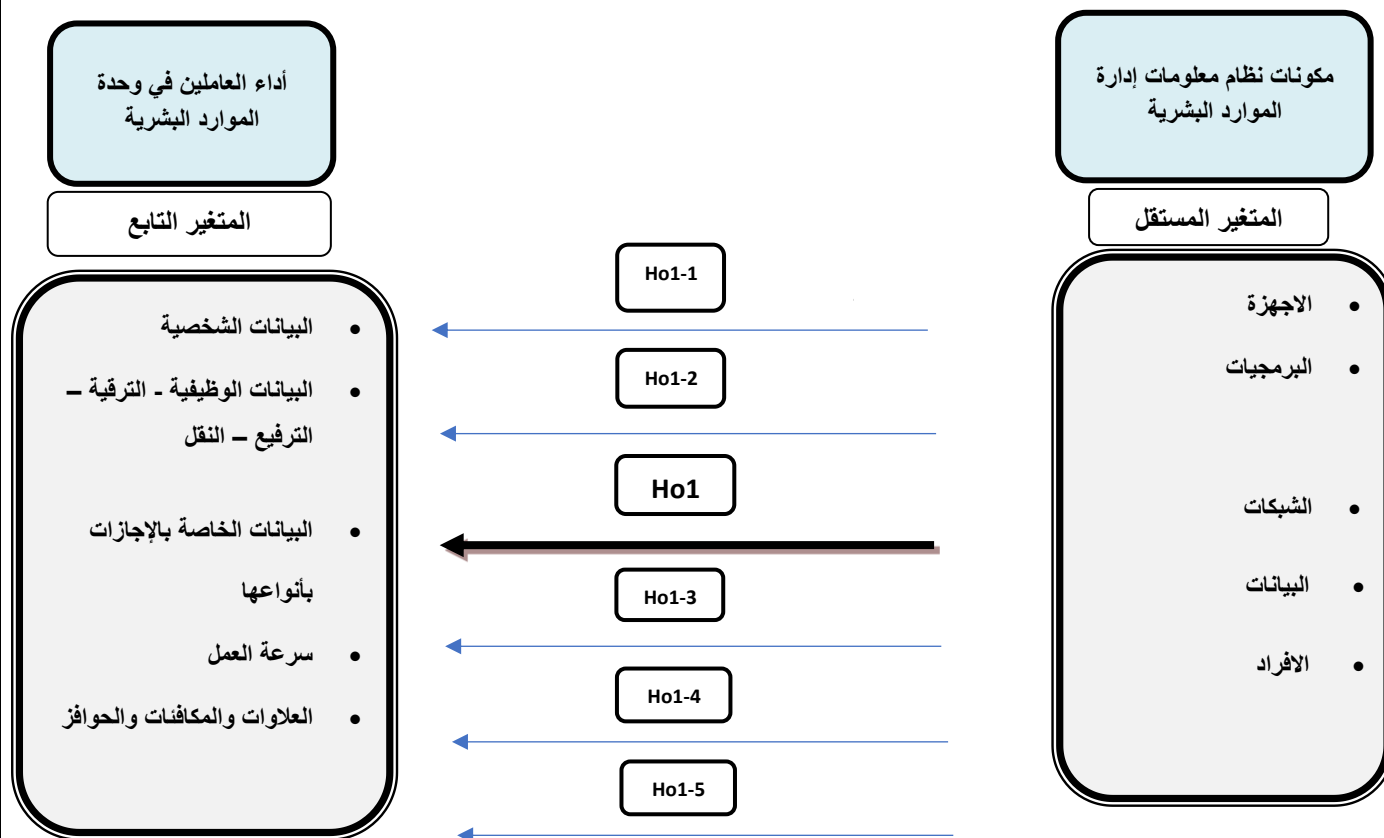 مكونات نظام معلومات إدارة
الموارد البشرية
المتغير المستقل
• الاجهزة
• البرمجيات
• الشبكات
• البيانات
• الافراد
Ho1-1
Ho1-2
Ho1
Ho1-3
Ho1-4
Ho1-5
أداء العاملين في وحدة
الموارد البشرية
المتغير التابع
• البيانات الشخصية
• البيانات الوظيفية - الترقية –
الترفيع – النقل
• البيانات الخاصة بالإجازات
بأنواعها
• سرعة العمل
• العلاوات والمكافئات والحوافز